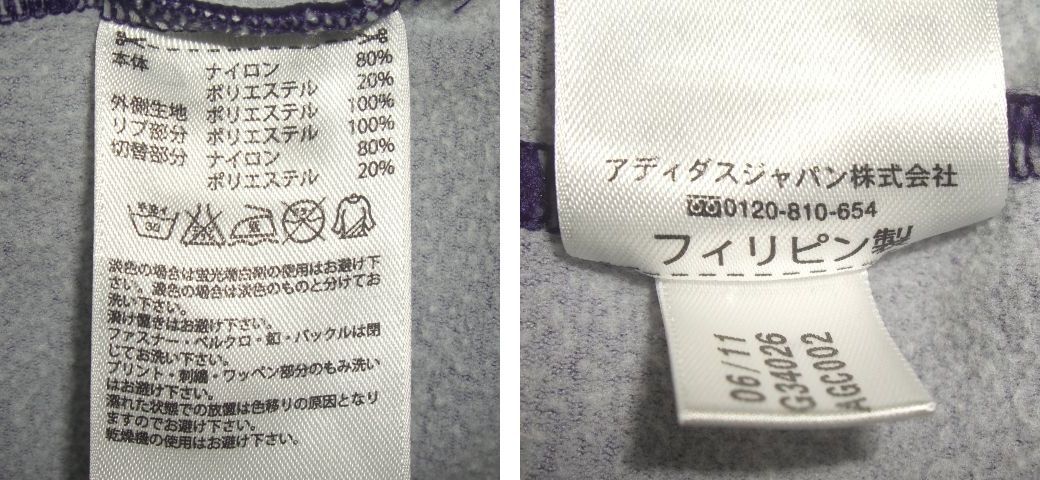 本体 ナイロン 80%
ポリエステル 20%
外側生地 ポリエステル 100%
リブ部分 ポリエステル 100%
切替部分 ナイロン 80%
ポリエステル 20%
手洗イ
30
淡色の場合は蛍光増白剤の使用はお避け下
さい。濃色の場合は淡色のものと分けてお
洗い下さい。
漬け置きはお避け下さい。
ファスナー・ベルクロ・釦・バックルは閉
じてお洗い下さい。
プリント・刺繍・ワッペン部分のもみ洗い
はお避け下さい。
濡れた状態での放置は色移りの原因となり
ますのでお避け下さい。
乾燥機の使用はお避け下さい。
アディダスジャパン株式会社
0120-810-654
フィリピン製
06/11
G34026
AGC002